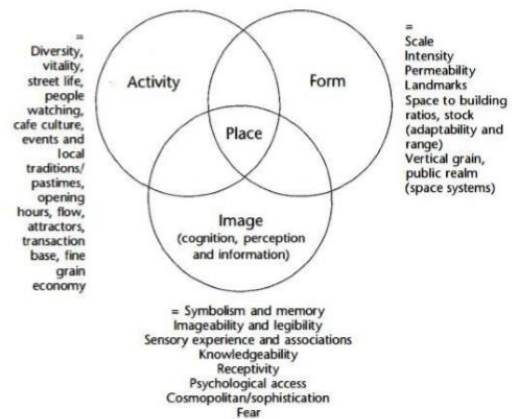 =
Diversity,
vitality,
street life,
people
watching,
cafe culture,
events and
local
traditions/
pastimes,
opening
hours, flow,
attractors,
transaction
base, fine
grain
economy
Activity
Form
Place
Image
(cognition, perception
and information)
=
Scale
Intensity
Permeability
Landmarks
Space to building
ratios, stock
(adaptability and
range)
Vertical grain,
public realm
(space systems)
= Symbolism and memory
Imageability and legibility
Sensory experience and associations
Knowledgeability
Receptivity
Psychological access
Cosmopolitan/sophistication
Fear